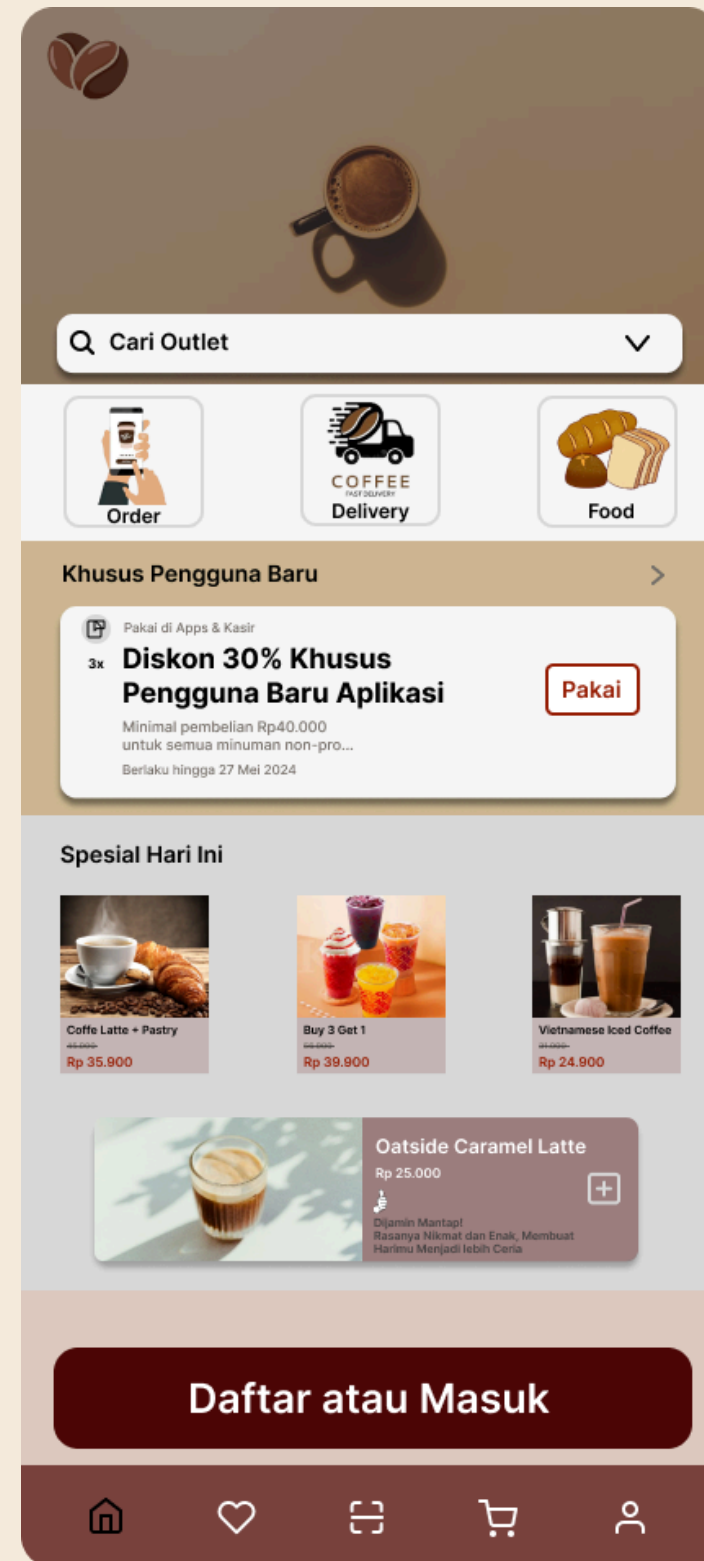 Cari Outlet
Order
COFFEE
FAST DELIVERY
Delivery
Food
Khusus Pengguna Baru
Pakai di Apps & Kasir
3x
Diskon 30% Khusus
Pengguna Baru Aplikasi
Pakai
Minimal pembelian Rp40.000
untuk semua minuman non-pro...
Berlaku hingga 27 Mei 2024
Spesial Hari Ini
Coffe Latte + Pastry
Rp 35.900
Buy 3 Get 1
Rp 39.900
Vietnamese Iced Coffee
Rp 24.900
Oatside Caramel Latte
Rp 25.000
Dijamin Mantap!
Rasanya Nikmat dan Enak, Membuat
Harimu Menjadi lebih Ceria
Daftar atau Masuk